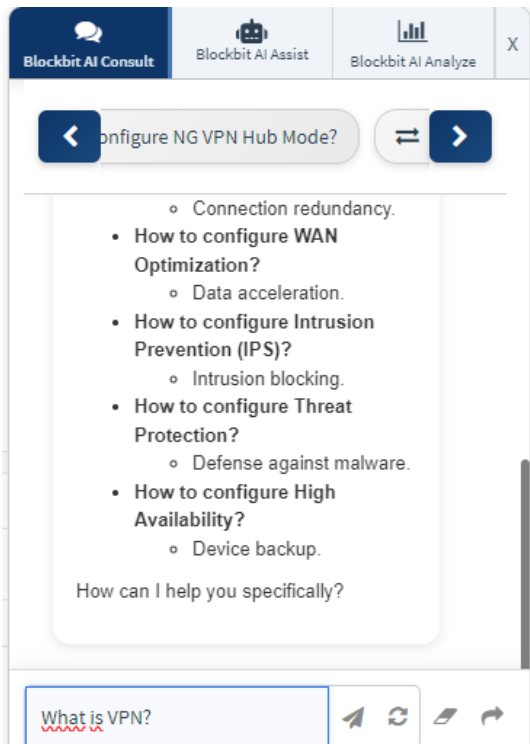 Blockbit AI Consult
Blockbit AI Assist
Blockbit AI Analyze
X
onfigure NG VPN Hub Mode?
Connection redundancy.
How to configure WAN
Optimization?
Data acceleration.
How to configure Intrusion
Prevention (IPS)?
Intrusion blocking.
How to configure Threat
Protection?
Defense against malware.
How to configure High
Availability?
Device backup.
How can I help you specifically?
What is VPN?